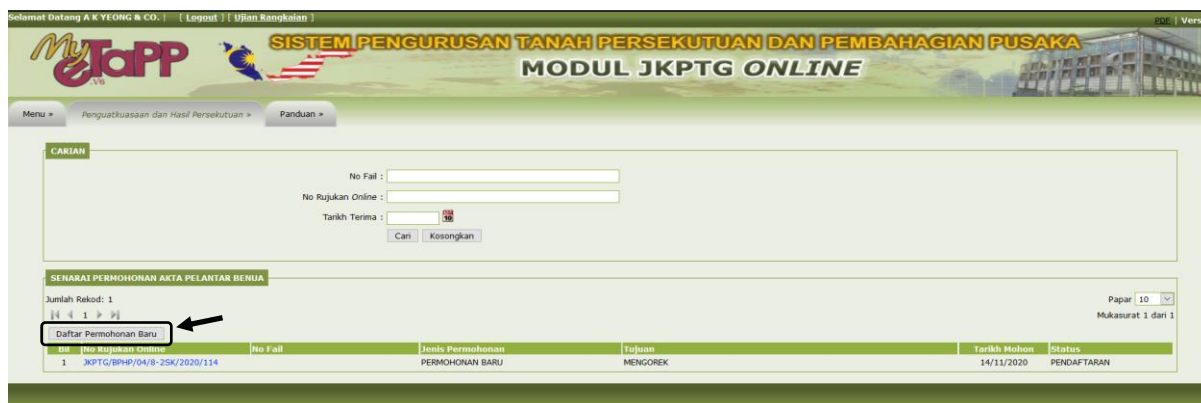 Selamat Datang A K YEONG & CO. | [ Logout ] [ Ujian Rangkaian ]
PDF | Vers
MyeTaPP
.V6
SISTEM PENGURUSAN TANAH PERSEKUTUAN DAN PEMBAHAGIAN PUSAKA
MODUL JKPTG ONLINE
Menu » Penguatkuasaan dan Hasil Persekutuan » Panduan »
CARIAN
No Fail :
No Rujukan Online :
Tarikh Terima :
Cari Kosongkan
SENARAI PERMOHONAN AKTA PELANTAR BENUA
Jumlah Rekod: 1 Papar 10
1 Mukasurat 1 dari 1
Daftar Permohonan Baru
Bil No Rujukan Online No Fail Jenis Permohonan Tujuan Tarikh Mohon Status
1 JKPTG/BPHP/04/8-2SK/2020/114 PERMOHONAN BARU MENGOREK 14/11/2020 PENDAFTARAN